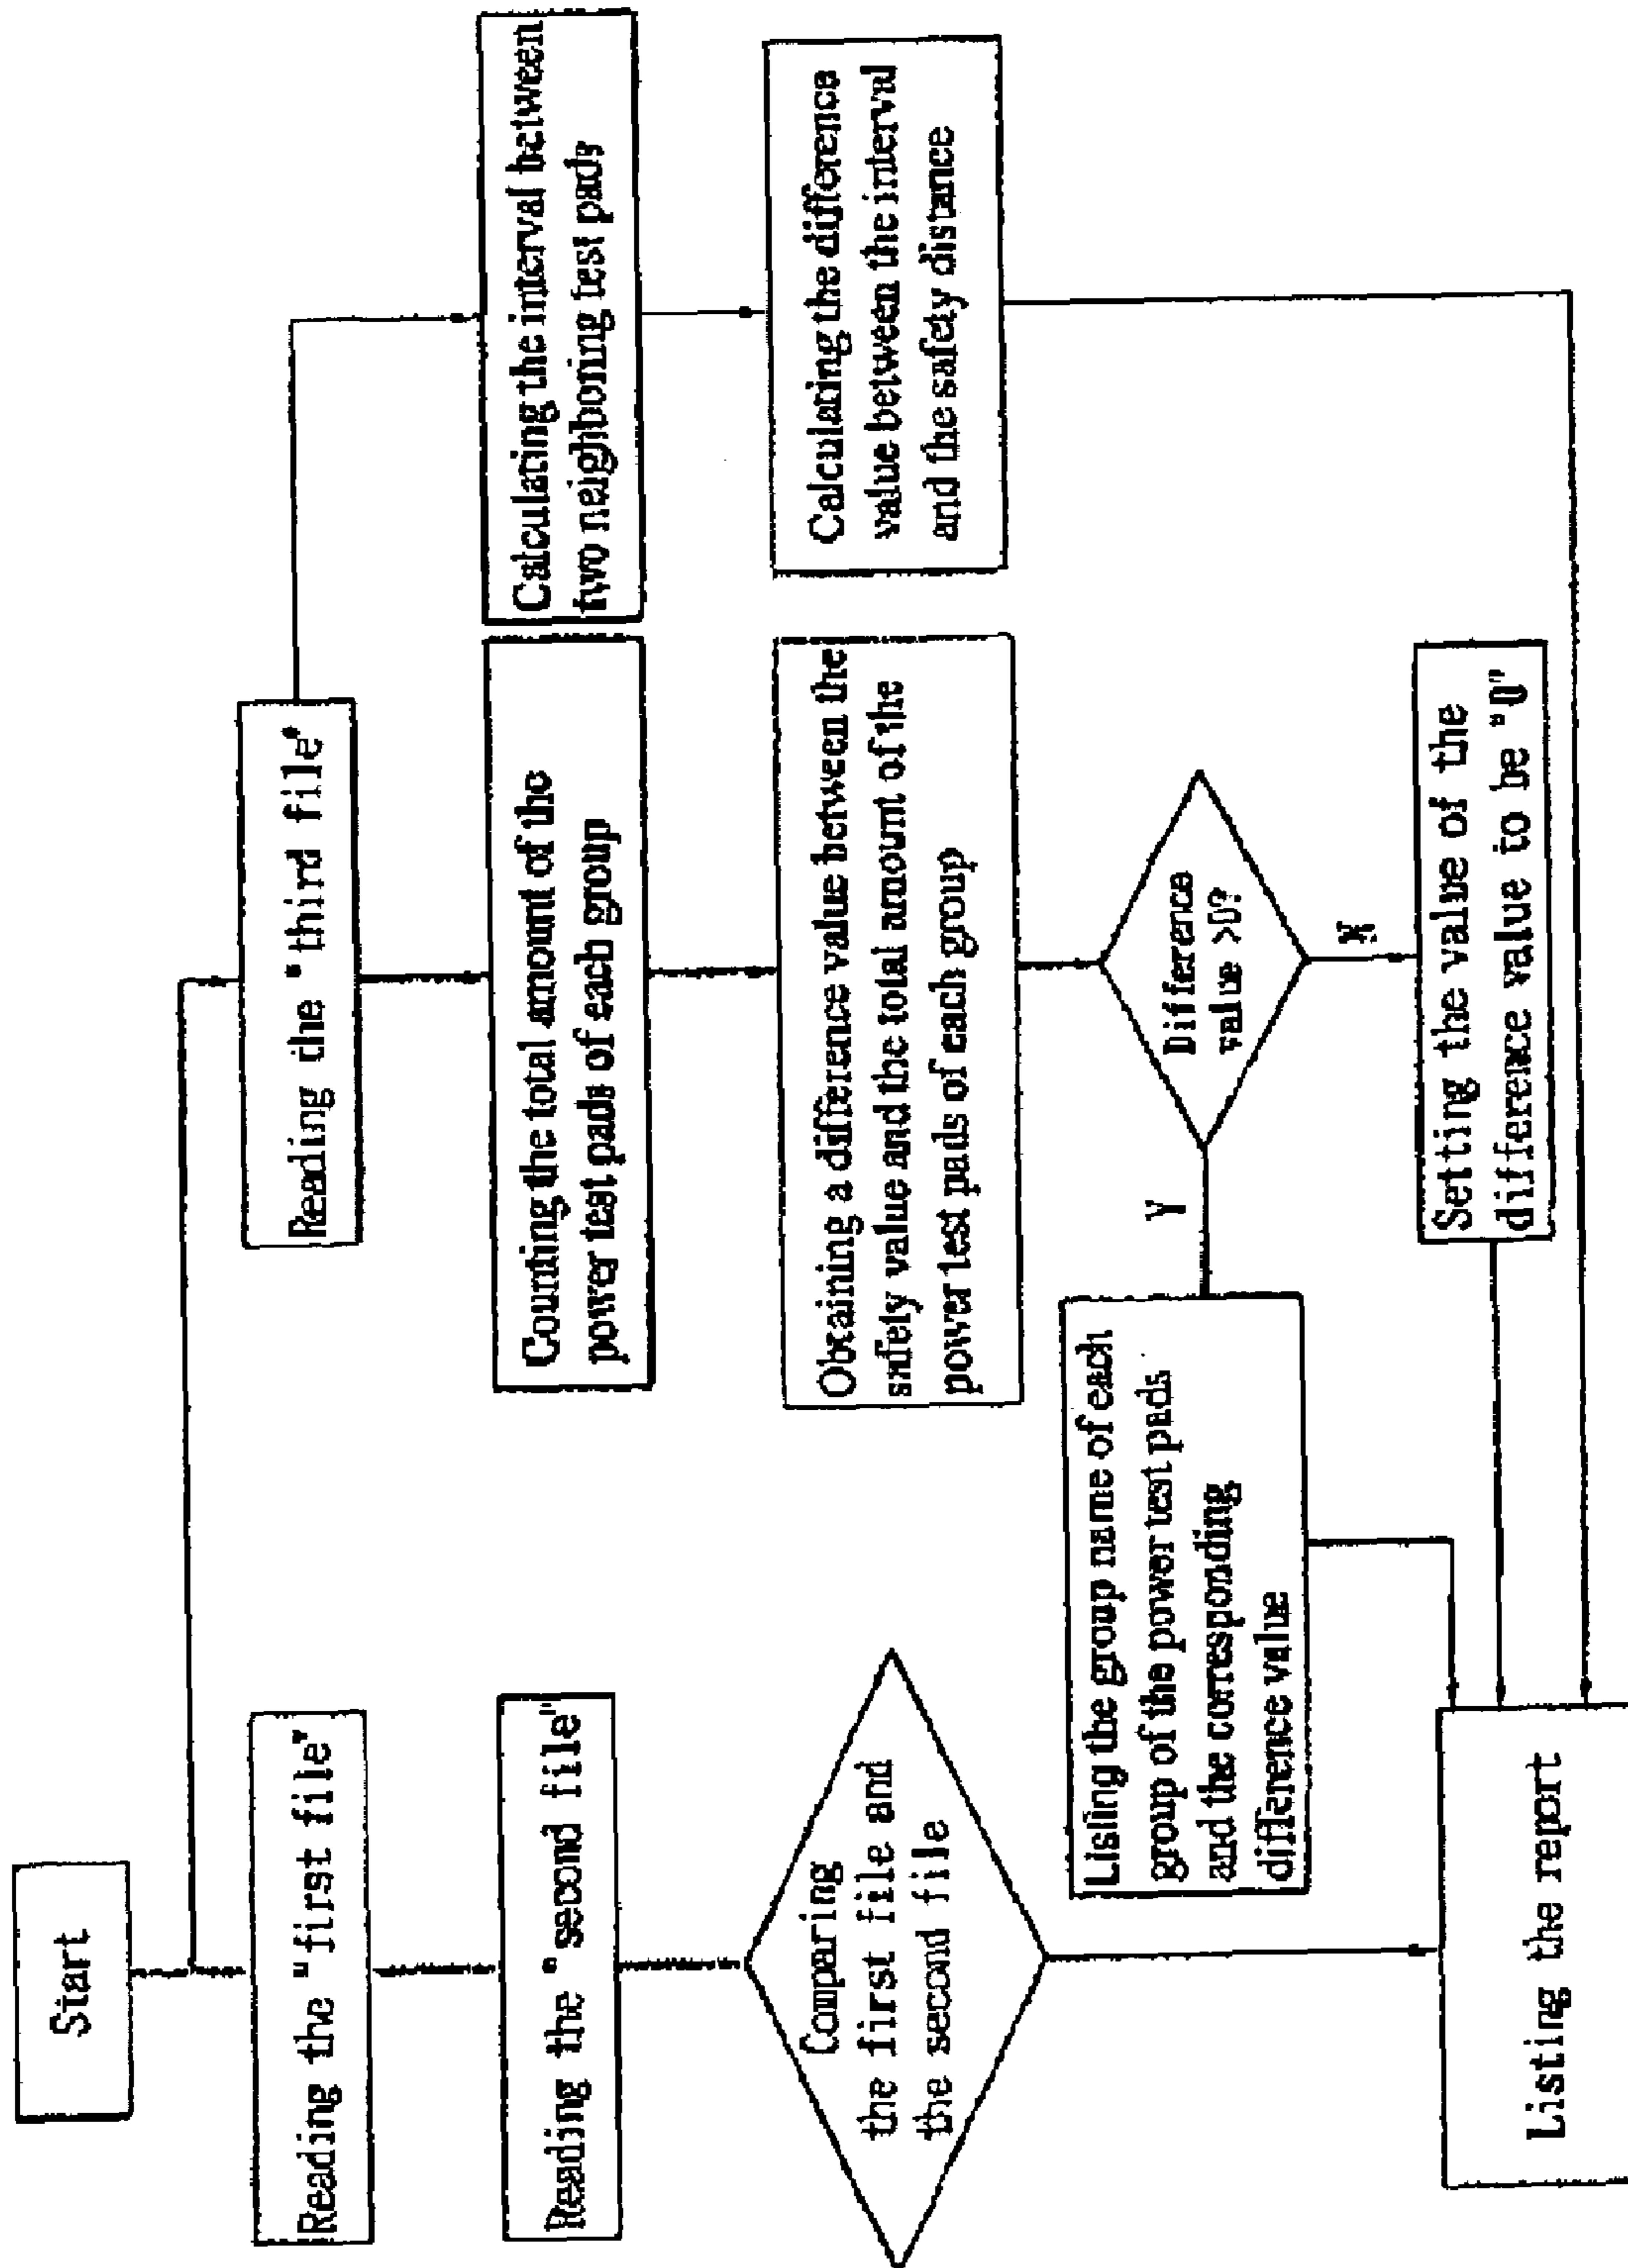 Start
Reading the "first file"
Reading the "second file"
Comparing
the first file and
the second file
Reading the "third file"
Counting the total amount of the
power test pads of each group
Obtaining a difference value between the
safety value and the total amount of the
power test pads of each group
Difference
value >0?
Y
N
Listing the group name of each
group of the power test pads
and the corresponding
difference value
Setting the value of the
difference value to be "0"
Calculating the interval between
two neighboring test pads
Calculating the difference
value between the interval
and the safety distance
Listing the report